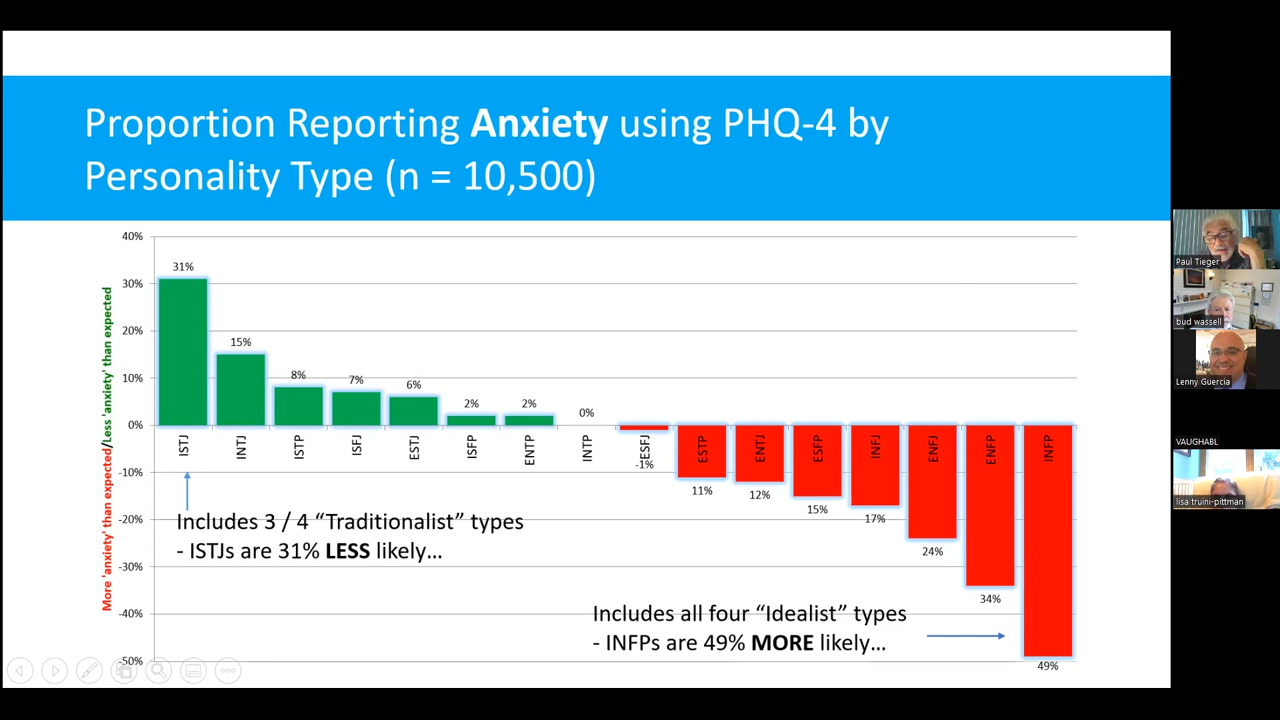 Proportion Reporting Anxiety using PHQ-4 by
Personality Type (n = 10,500)
More 'anxiety' than expected/Less 'anxiety' than expected
40%
30%
20%
10%
0%
-10%
-20%
-30%
-40%
-50%
31%
15%
8%
7%
6%
2%
2%
0%
-1%
11%
12%
15%
17%
24%
34%
49%
ISTJ
INTJ
ISTP
ISFJ
ESTJ
ISFP
ENTP
INTP
ESFJ
ESTP
ENTJ
ESFP
INFJ
ENFJ
ENFP
INFP
Includes 3 / 4 “Traditionalist” types
- ISTJs are 31% LESS likely...
Includes all four “Idealist” types
- INFPs are 49% MORE likely...
Paul Tieger
bud wassell
Lenny Guercia
VAUGHABL
lisa truini-pittman